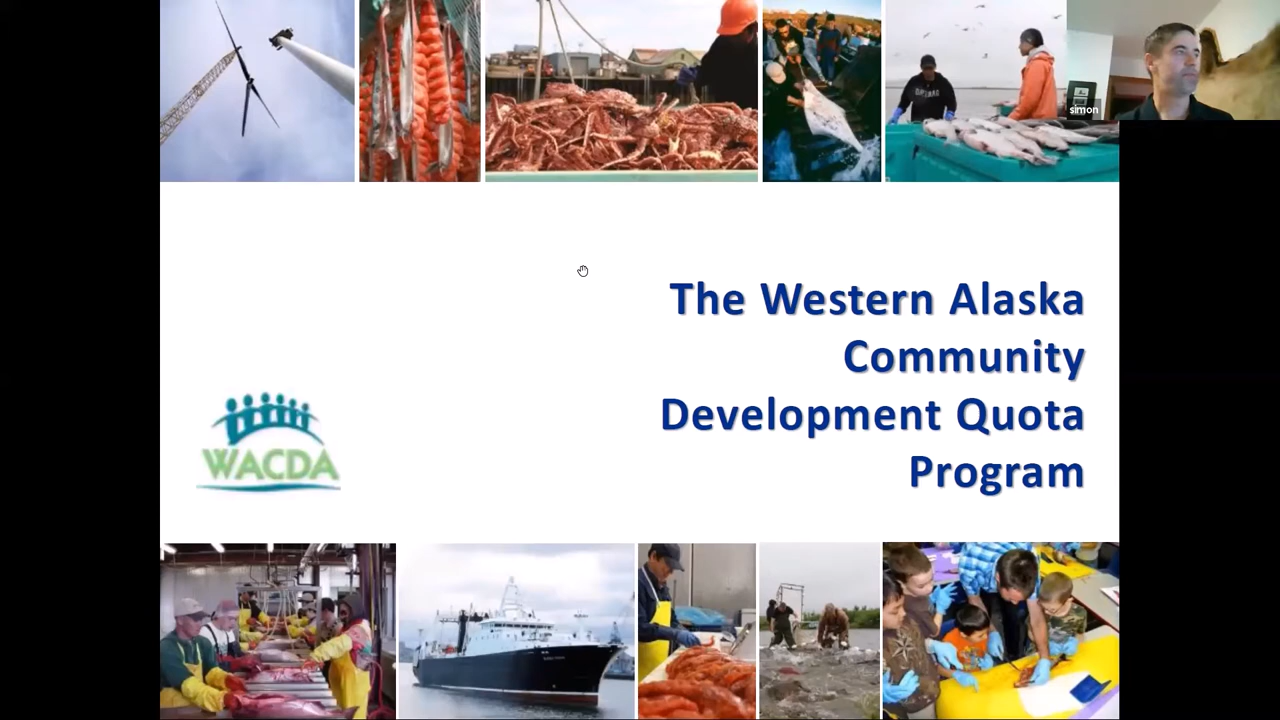 simon
The Western Alaska
Community
Development Quota
Program
WACDA